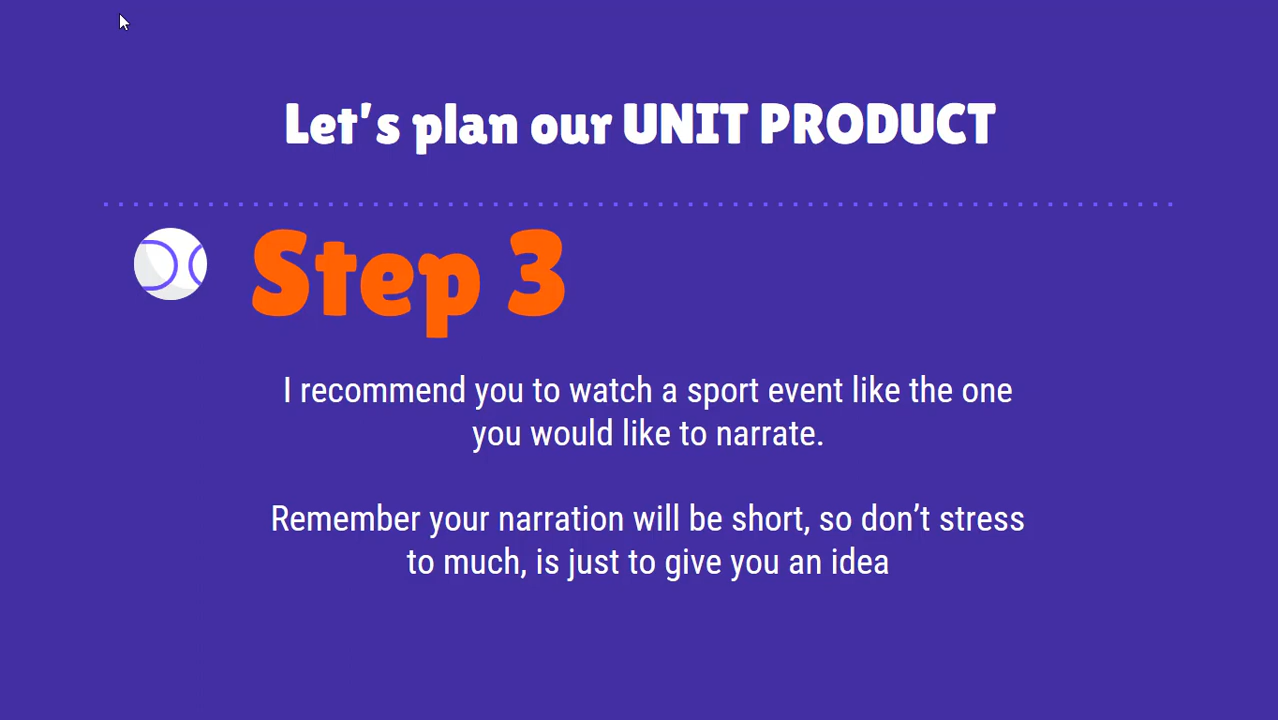 Let's plan our UNIT PRODUCT
Step 3
I recommend you to watch a sport event like the one
you would like to narrate.
Remember your narration will be short, so don’t stress
to much, is just to give you an idea